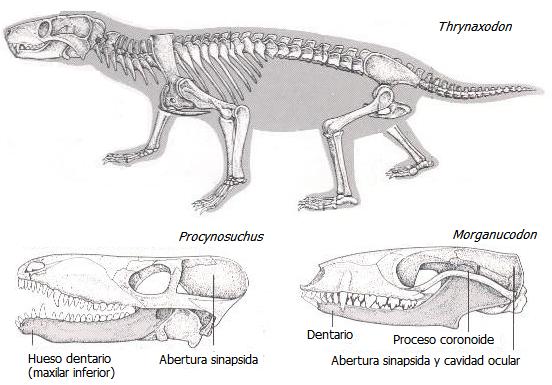 Thrynaxodon
Procynosuchus
Morganucodon
Hueso dentario
(maxilar inferior)
Abertura sinapsida
Dentario
Proceso coronoide
Abertura sinapsida y cavidad ocular